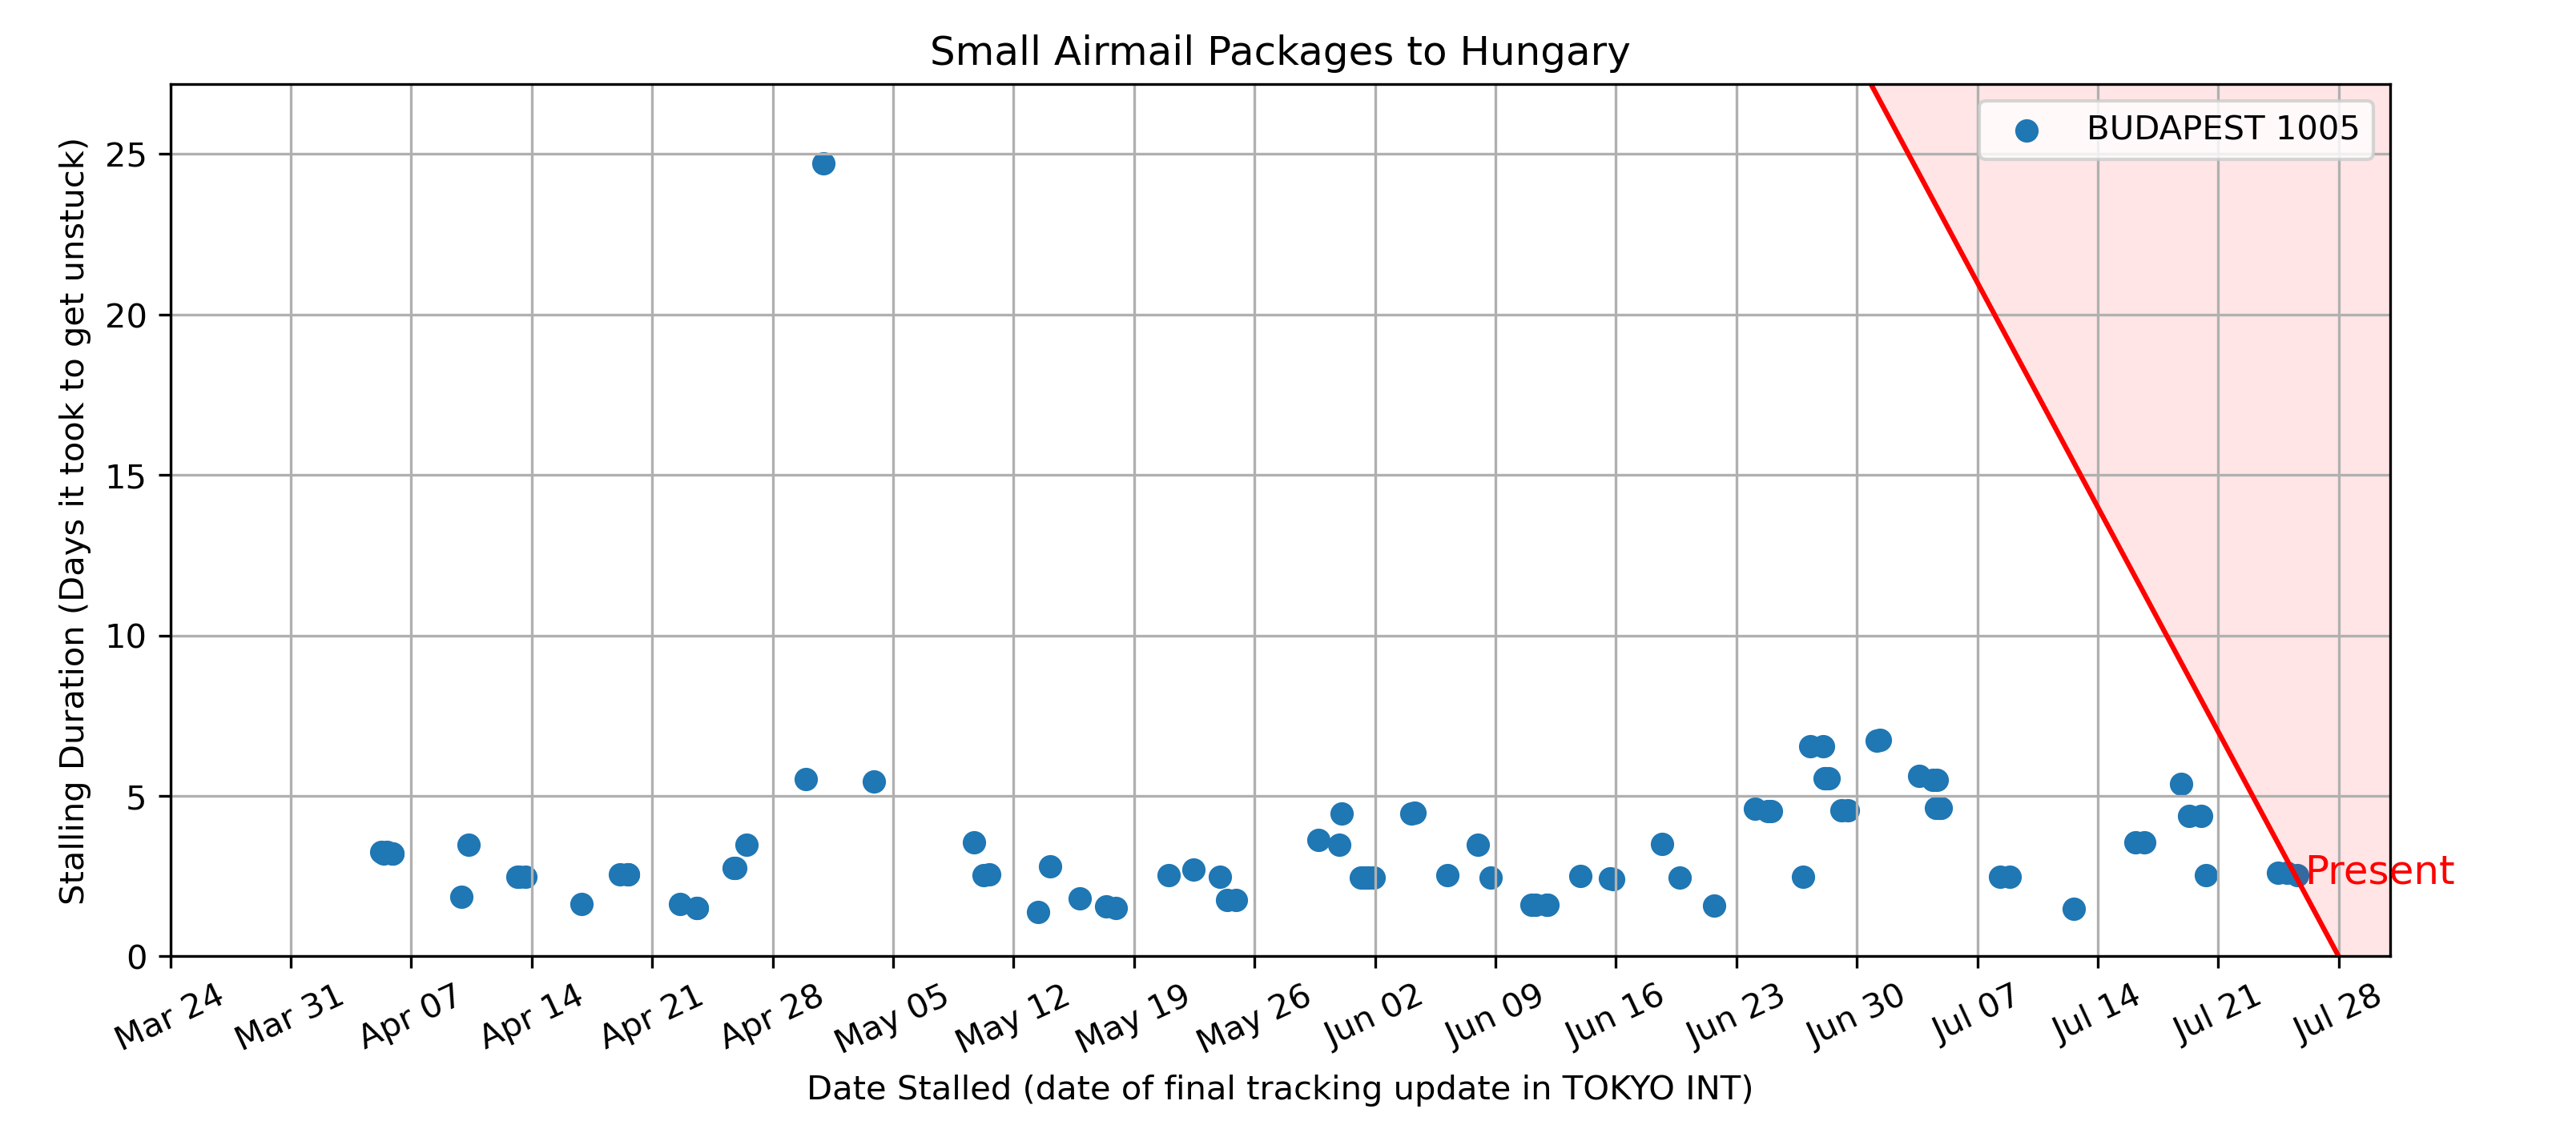 Small Airmail Packages to Hungary
BUDAPEST 1005
Stalling Duration (Days it took to get unstuck)
25
20
15
10
5
0
Present
Mar 24
Mar 31
Apr 07
Apr 14
Apr 21
Apr 28
May 05
May 12
May 19
May 26
Jun 02
Jun 09
Jun 16
Jun 23
Jun 30
Jul 07
Jul 14
Jul 21
Jul 28
Date Stalled (date of final tracking update in TOKYO INT)